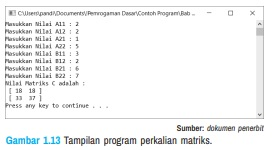 C:\Users\pandi\Documents\Pemrogaman Dasar\Contoh Program\Bab ...
Masukkan Nilai A11 : 2
Masukkan Nilai A12 : 2
Masukkan Nilai A21 : 1
Masukkan Nilai A22 : 5
Masukkan Nilai B11 : 3
Masukkan Nilai B12 : 2
Masukkan Nilai B21 : 6
Masukkan Nilai B22 : 7
Nilai Matriks C adalah :
[ 18 18 ]
[ 33 37 ]
Press any key to continue . . .
Sumber: dokumen penerbit
Gambar 1.13 Tampilan program perkalian matriks.